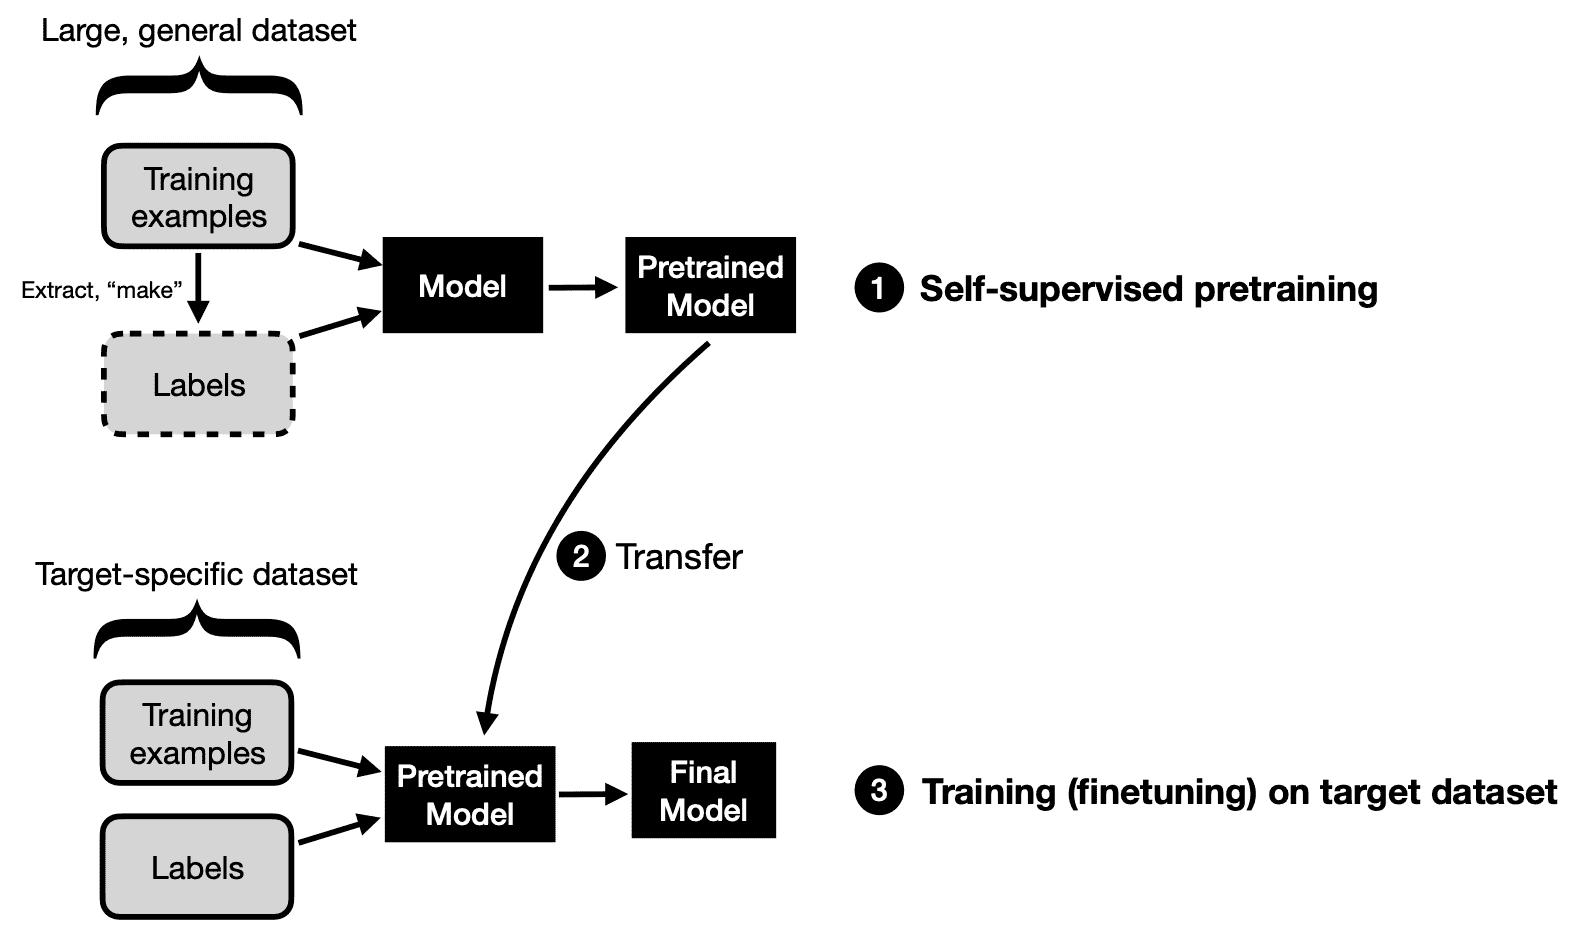 Large, general dataset
Training
examples
Extract, “make”
Labels
Model
Pretrained
Model
1 Self-supervised pretraining
2 Transfer
Target-specific dataset
Training
examples
Labels
Pretrained
Model
Final
Model
3 Training (finetuning) on target dataset